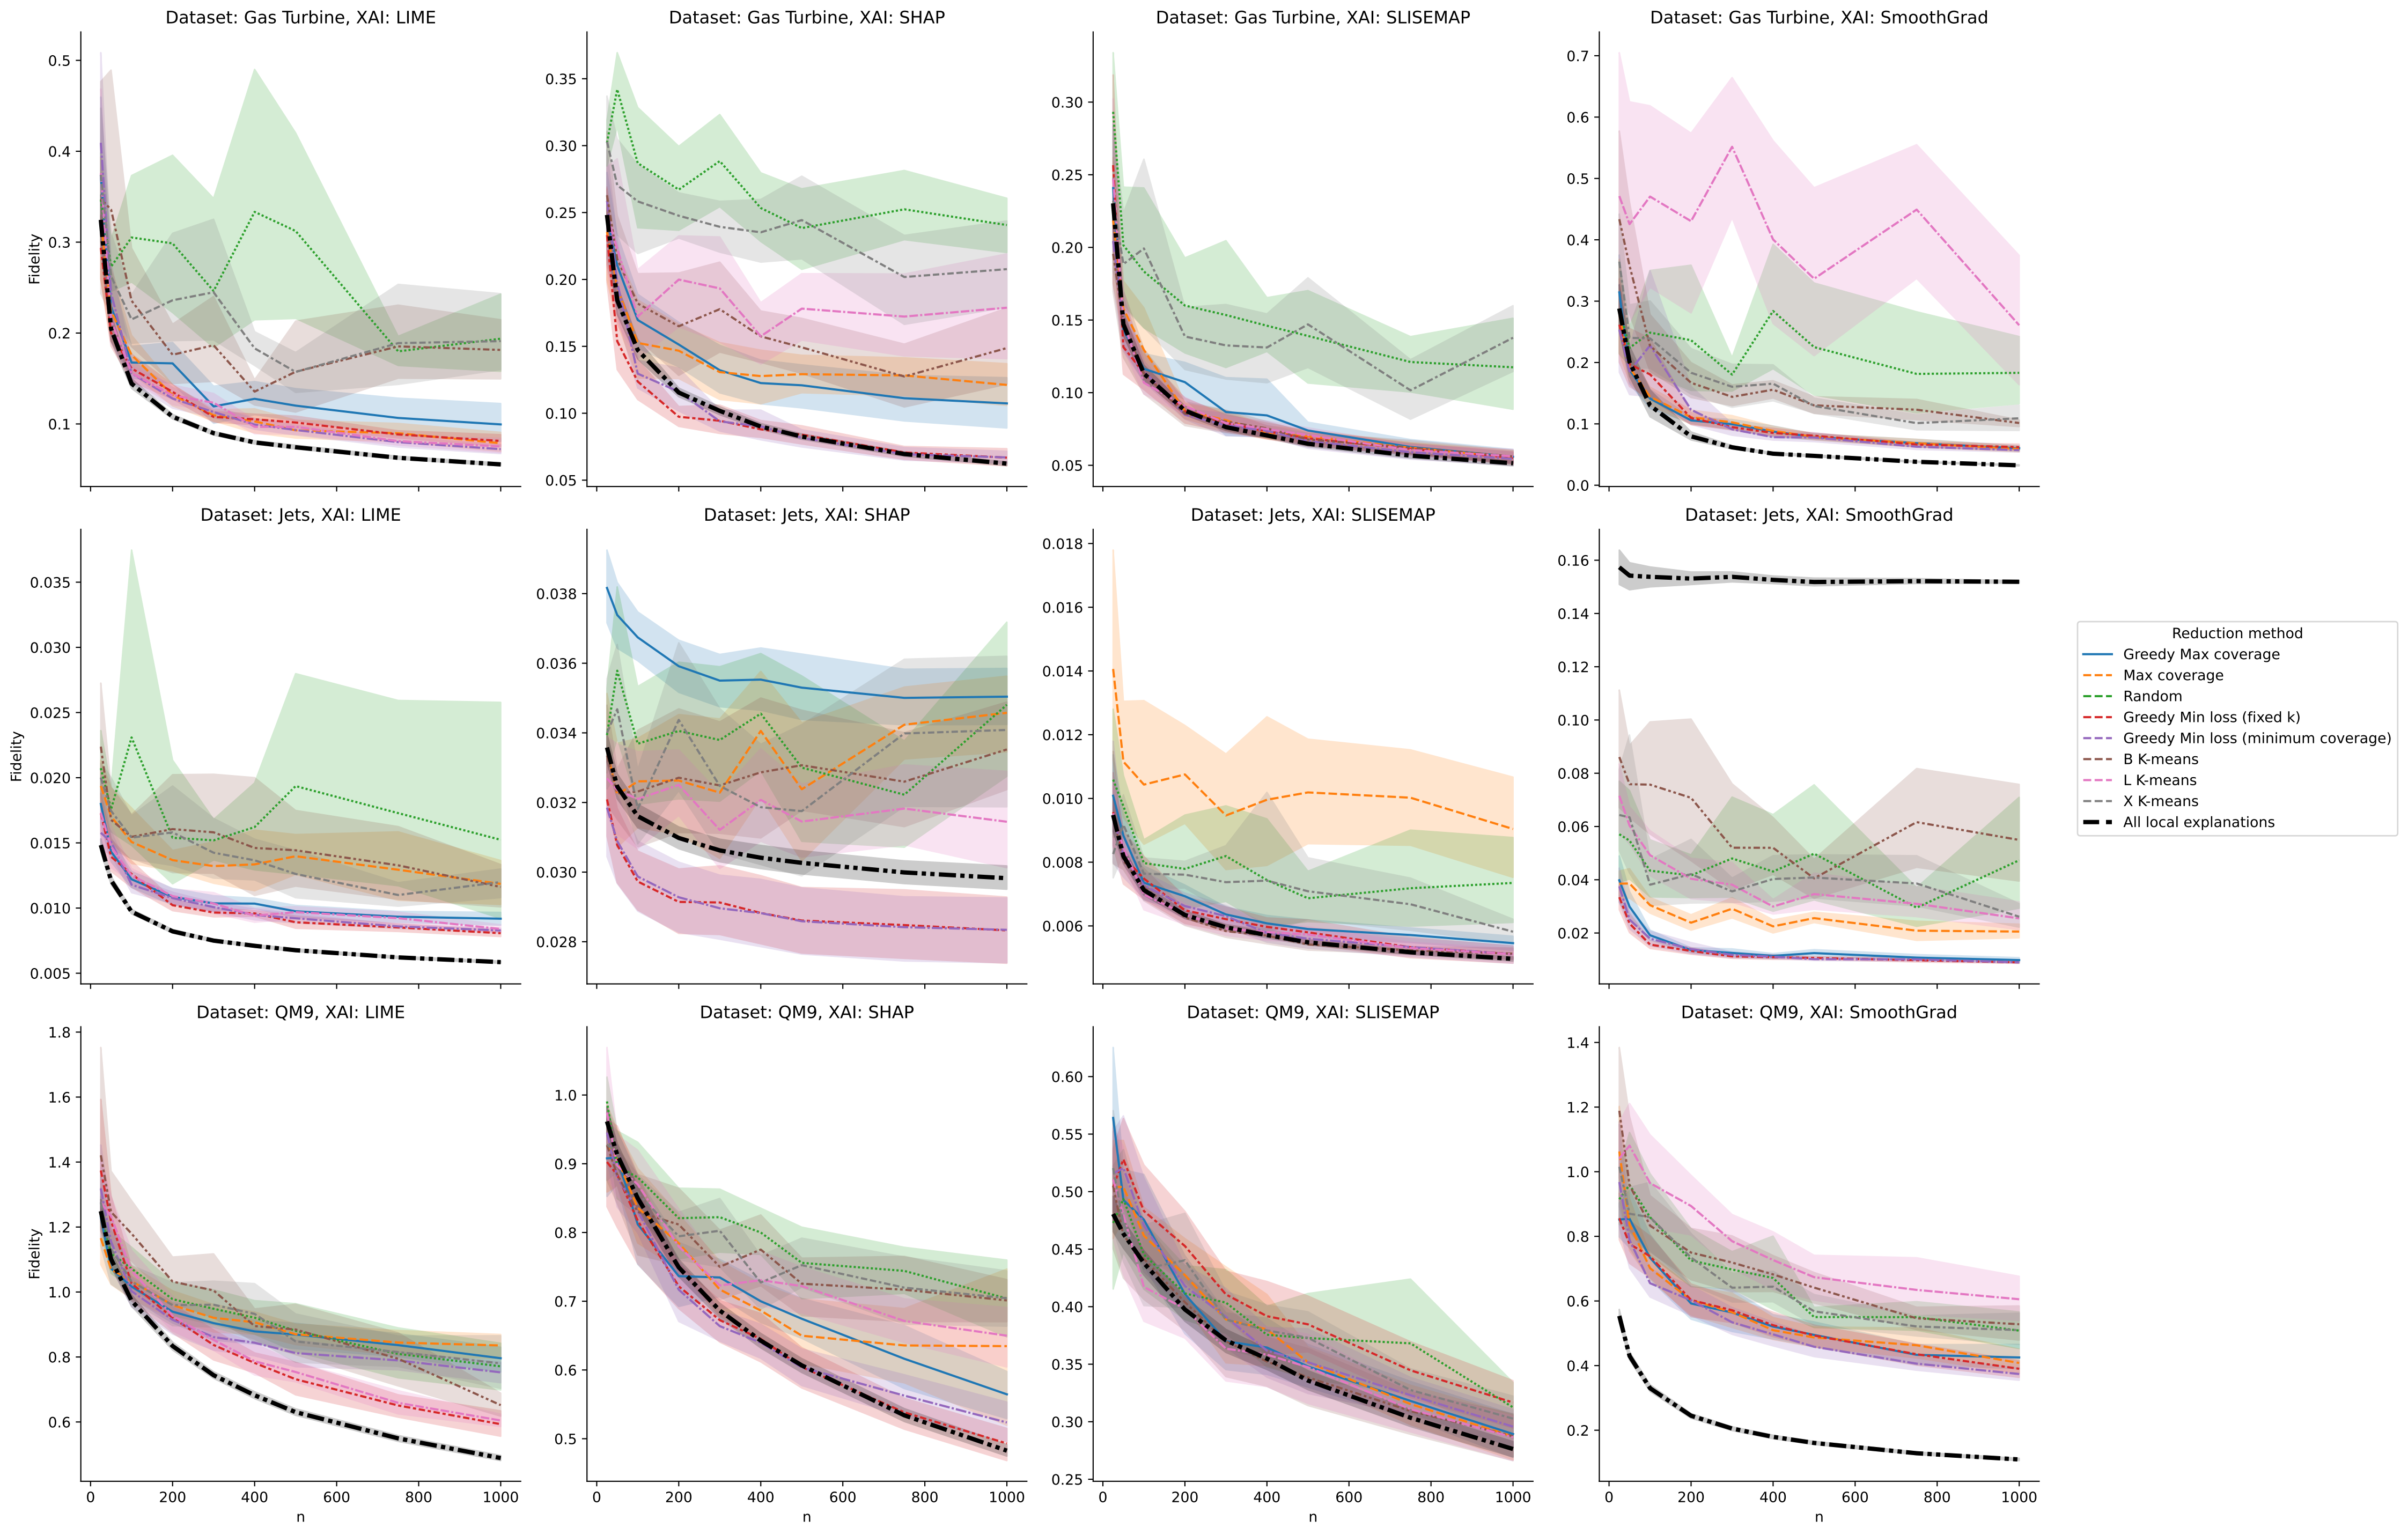 Dataset: Gas Turbine, XAI: LIME
Dataset: Gas Turbine, XAI: SHAP
Dataset: Gas Turbine, XAI: SLISEMAP
Dataset: Gas Turbine, XAI: SmoothGrad
Fidelity
0.5
0.4
0.3
0.2
0.1
0.35
0.30
0.25
0.20
0.15
0.10
0.05
0.30
0.25
0.20
0.15
0.10
0.05
0.7
0.6
0.5
0.4
0.3
0.2
0.1
0.0
Dataset: Jets, XAI: LIME
Dataset: Jets, XAI: SHAP
Dataset: Jets, XAI: SLISEMAP
Dataset: Jets, XAI: SmoothGrad
Fidelity
0.035
0.030
0.025
0.020
0.015
0.010
0.005
0.038
0.036
0.034
0.032
0.030
0.028
0.018
0.016
0.014
0.012
0.010
0.008
0.006
0.16
0.14
0.12
0.10
0.08
0.06
0.04
0.02
Reduction method
Greedy Max coverage
Max coverage
Random
Greedy Min loss (fixed k)
Greedy Min loss (minimum coverage)
B K-means
L K-means
X K-means
All local explanations
Dataset: QM9, XAI: LIME
Dataset: QM9, XAI: SHAP
Dataset: QM9, XAI: SLISEMAP
Dataset: QM9, XAI: SmoothGrad
Fidelity
1.8
1.6
1.4
1.2
1.0
0.8
0.6
1.0
0.9
0.8
0.7
0.6
0.5
0.60
0.55
0.50
0.45
0.40
0.35
0.30
0.25
1.4
1.2
1.0
0.8
0.6
0.4
0.2
0 200 400 600 800 1000
0 200 400 600 800 1000
0 200 400 600 800 1000
0 200 400 600 800 1000
n
n
n
n